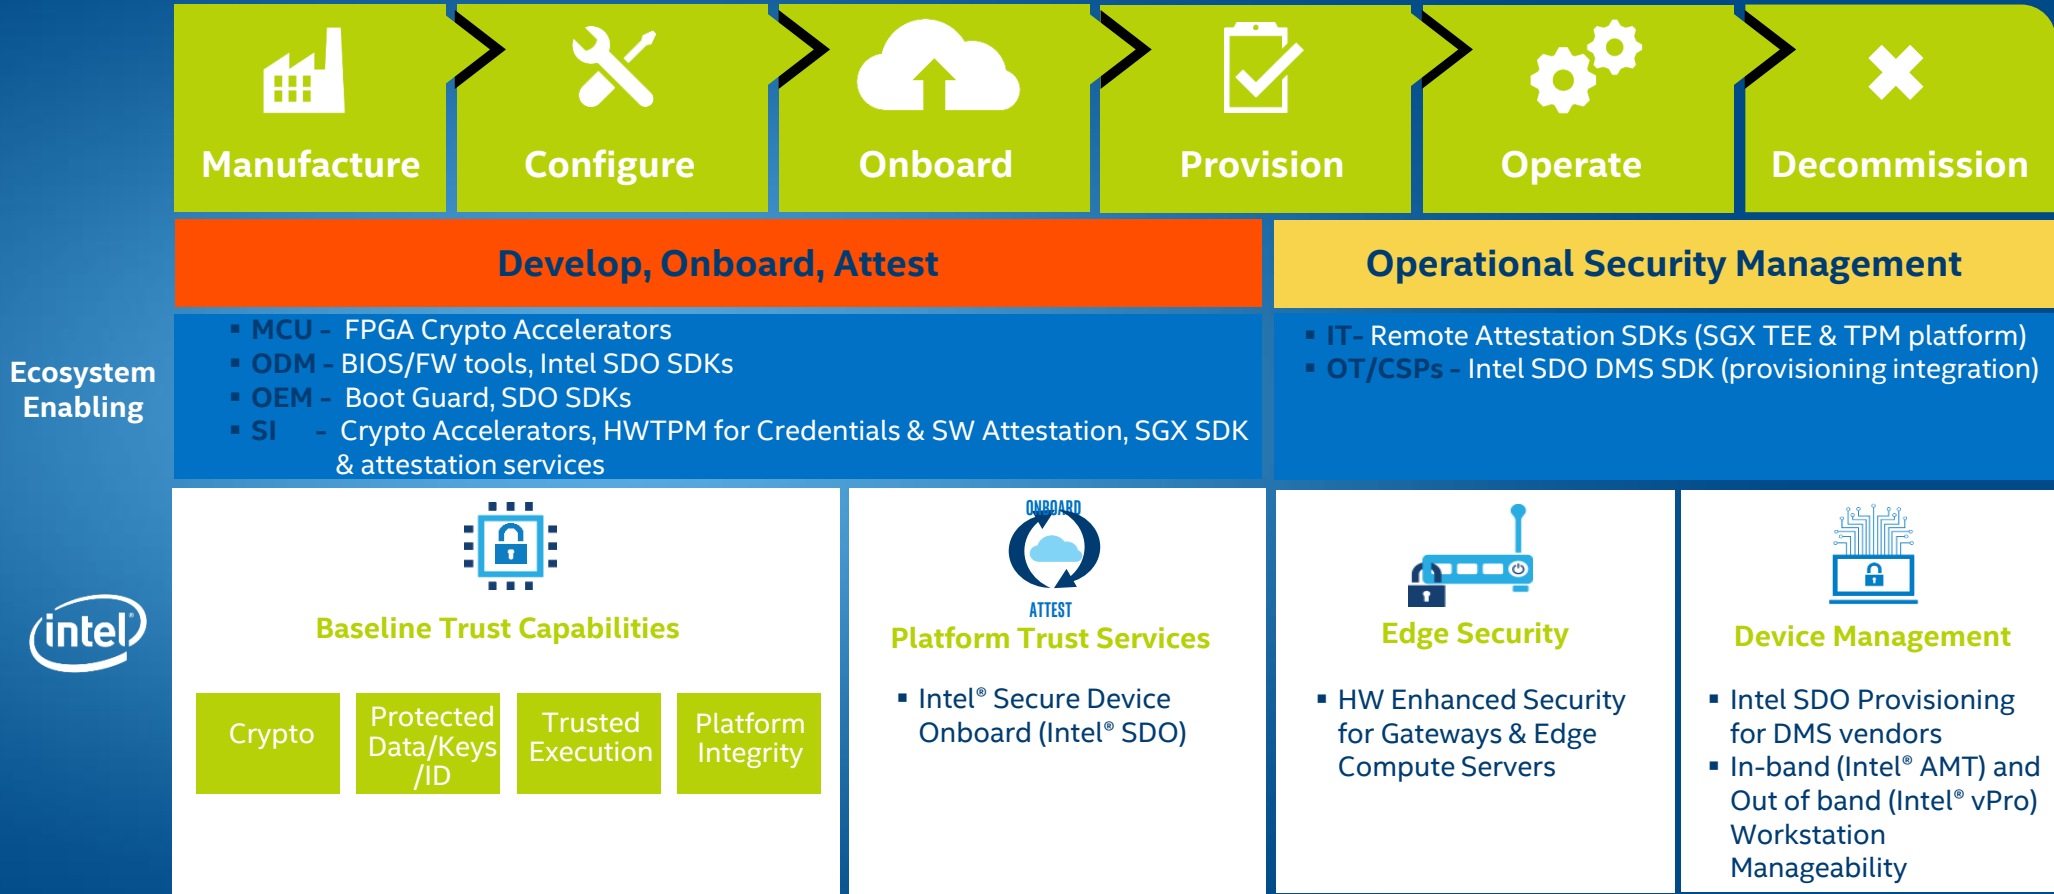 Manufacture
Configure
Onboard
Provision
Operate
Decommission
Develop, Onboard, Attest
Operational Security Management
Ecosystem
Enabling
▪ MCU - FPGA Crypto Accelerators
▪ ODM - BIOS/FW tools, Intel SDO SDKs
▪ OEM - Boot Guard, SDO SDKs
▪ SI - Crypto Accelerators, HWTPM for Credentials & SW Attestation, SGX SDK
& attestation services
▪ IT- Remote Attestation SDKs (SGX TEE & TPM platform)
▪ OT/CSPs - Intel SDO DMS SDK (provisioning integration)
intel®
Baseline Trust Capabilities
Crypto
Protected
Data/Keys
/ID
Trusted
Execution
Platform
Integrity
ONBOARD
ATTEST
Platform Trust Services
▪ Intel® Secure Device
Onboard (Intel® SDO)
Edge Security
▪ HW Enhanced Security
for Gateways & Edge
Compute Servers
Device Management
▪ Intel SDO Provisioning
for DMS vendors
▪ In-band (Intel® AMT) and
Out of band (Intel® vPro)
Workstation
Manageability